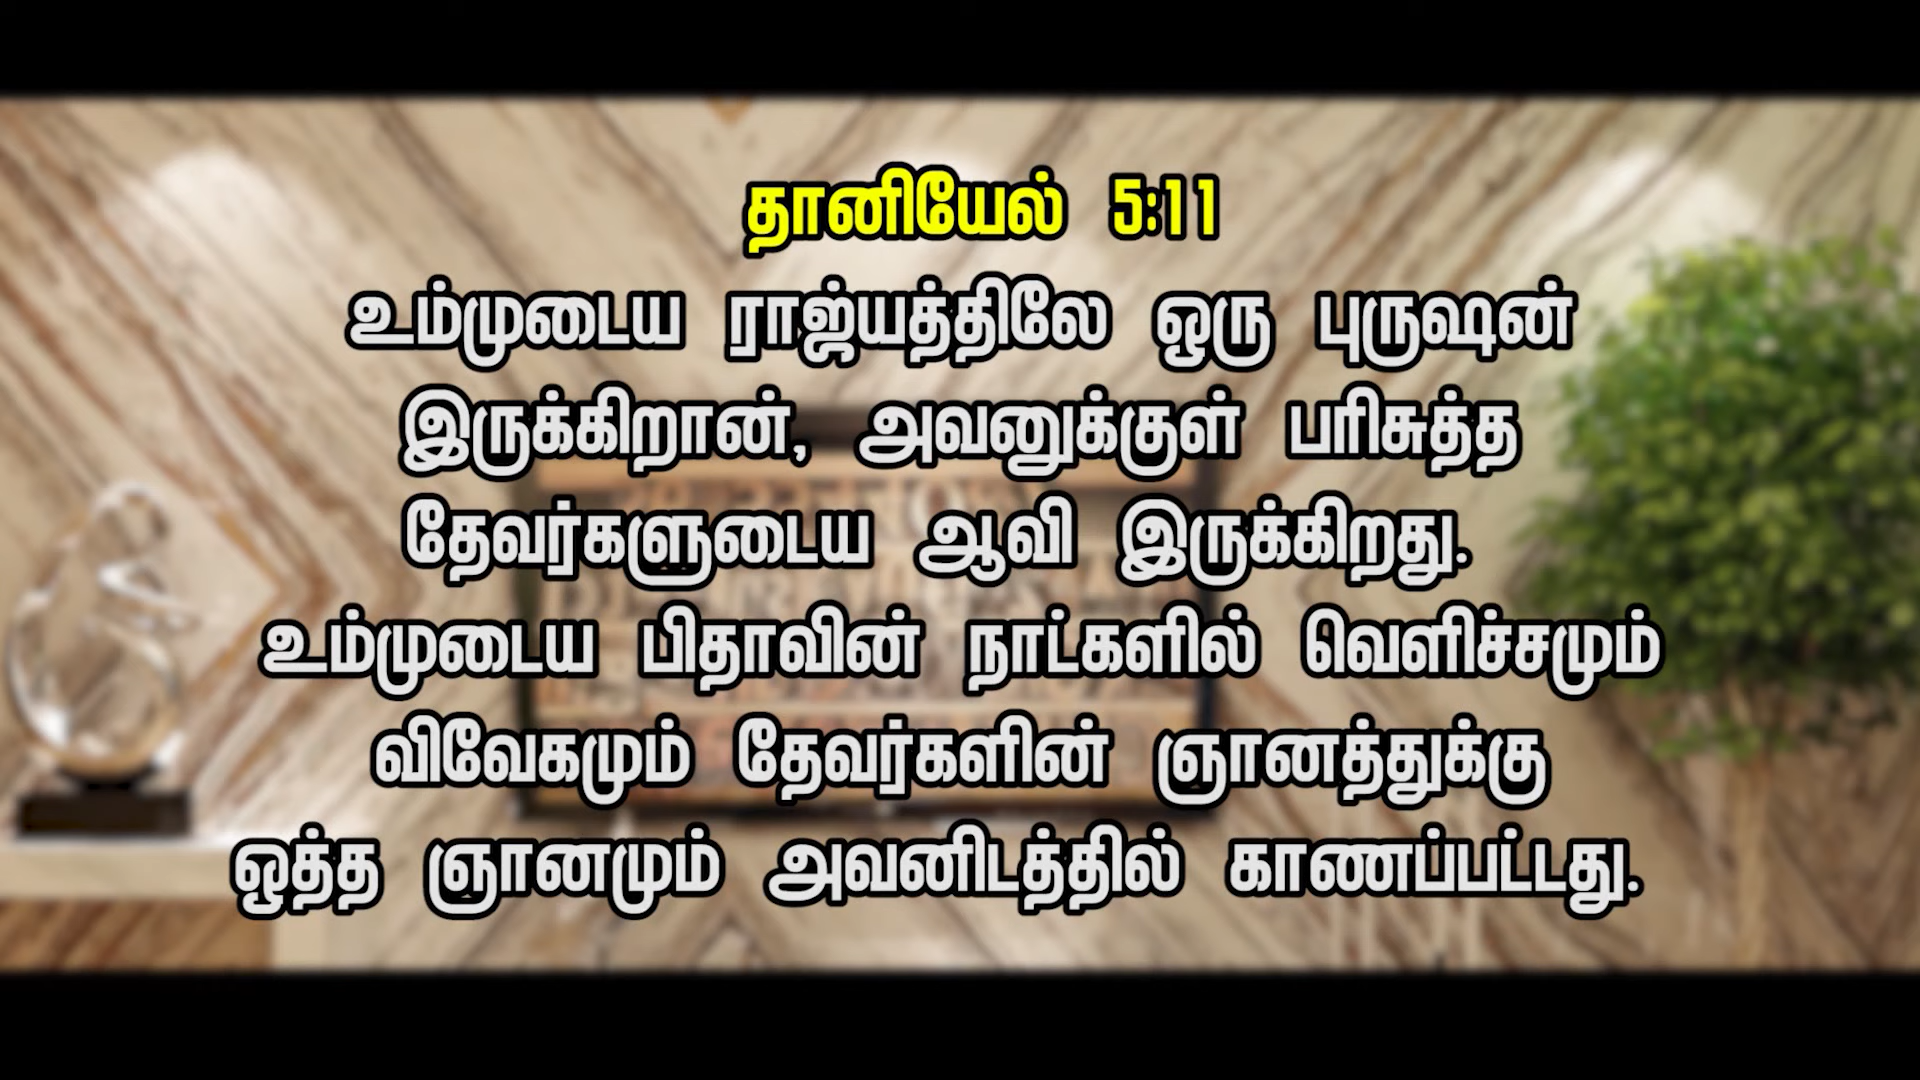 தானியேல் 5:11
உம்முடைய ராஜ்யத்திலே ஒரு புருஷன்
இருக்கிறான், அவனுக்குள் பரிசுத்த
தேவர்களுடைய ஆவி இருக்கிறது.
உம்முடைய பிதாவின் நாட்களில் வெளிச்சமும்
விவேகமும் தேவர்களின் ஞானத்துக்கு
ஒத்த ஞானமும் அவனிடத்தில் காணப்பட்டது.